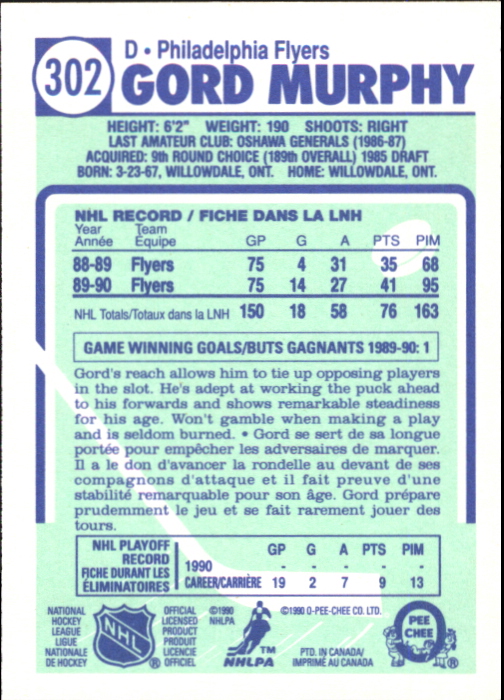 302
D • Philadelphia Flyers
GORD MURPHY
HEIGHT: 6'2" WEIGHT: 190 SHOOTS: RIGHT
LAST AMATEUR CLUB: OSHAWA GENERALS (1986-87)
ACQUIRED: 9th ROUND CHOICE (189th OVERALL) 1985 DRAFT
BORN: 3-23-67, WILLOWDALE, ONT. HOME: WILLOWDALE, ONT.
NHL RECORD / FICHE DANS LA LNH
Year Team
Année Équipe GP G A PTS PIM
88-89 Flyers 75 4 31 35 68
89-90 Flyers 75 14 27 41 95
NHL Totals/Totaux dans la LNH 150 18 58 76 163
GAME WINNING GOALS/BUTS GAGNANTS 1989-90: 1
Gord's reach allows him to tie up opposing players
in the slot. He's adept at working the puck ahead
to his forwards and shows remarkable steadiness
for his age. Won't gamble when making a play
and is seldom burned. • Gord se sert de sa longue
portée pour empêcher les adversaires de marquer.
Il a le don d'avancer la rondelle au devant de ses
compagnons d'attaque et il fait preuve d'une
stabilité remarquable pour son âge. Gord prépare
prudemment le jeu et se fait rarement jouer des
tours.
NHL PLAYOFF
RECORD
FICHE DURANT LES
ÉLIMINATOIRES
GP G A PTS PIM
1990 - - - - -
CAREER/CARRIÈRE 19 2 7 9 13
NATIONAL
HOCKEY
LEAGUE
LIGUE
NATIONALE
DE HOCKEY
NHL
®
OFFICIAL
LICENSED
PRODUCT
PRODUIT
LICENCIE
OFFICIEL
©1990
NHLPA
TM
NHLPA
©1990 O-PEE-CHEE CO. LTD.
PTD. IN CANADA/
IMPRIMÉ AU CANADA
PEE
CHEE
®